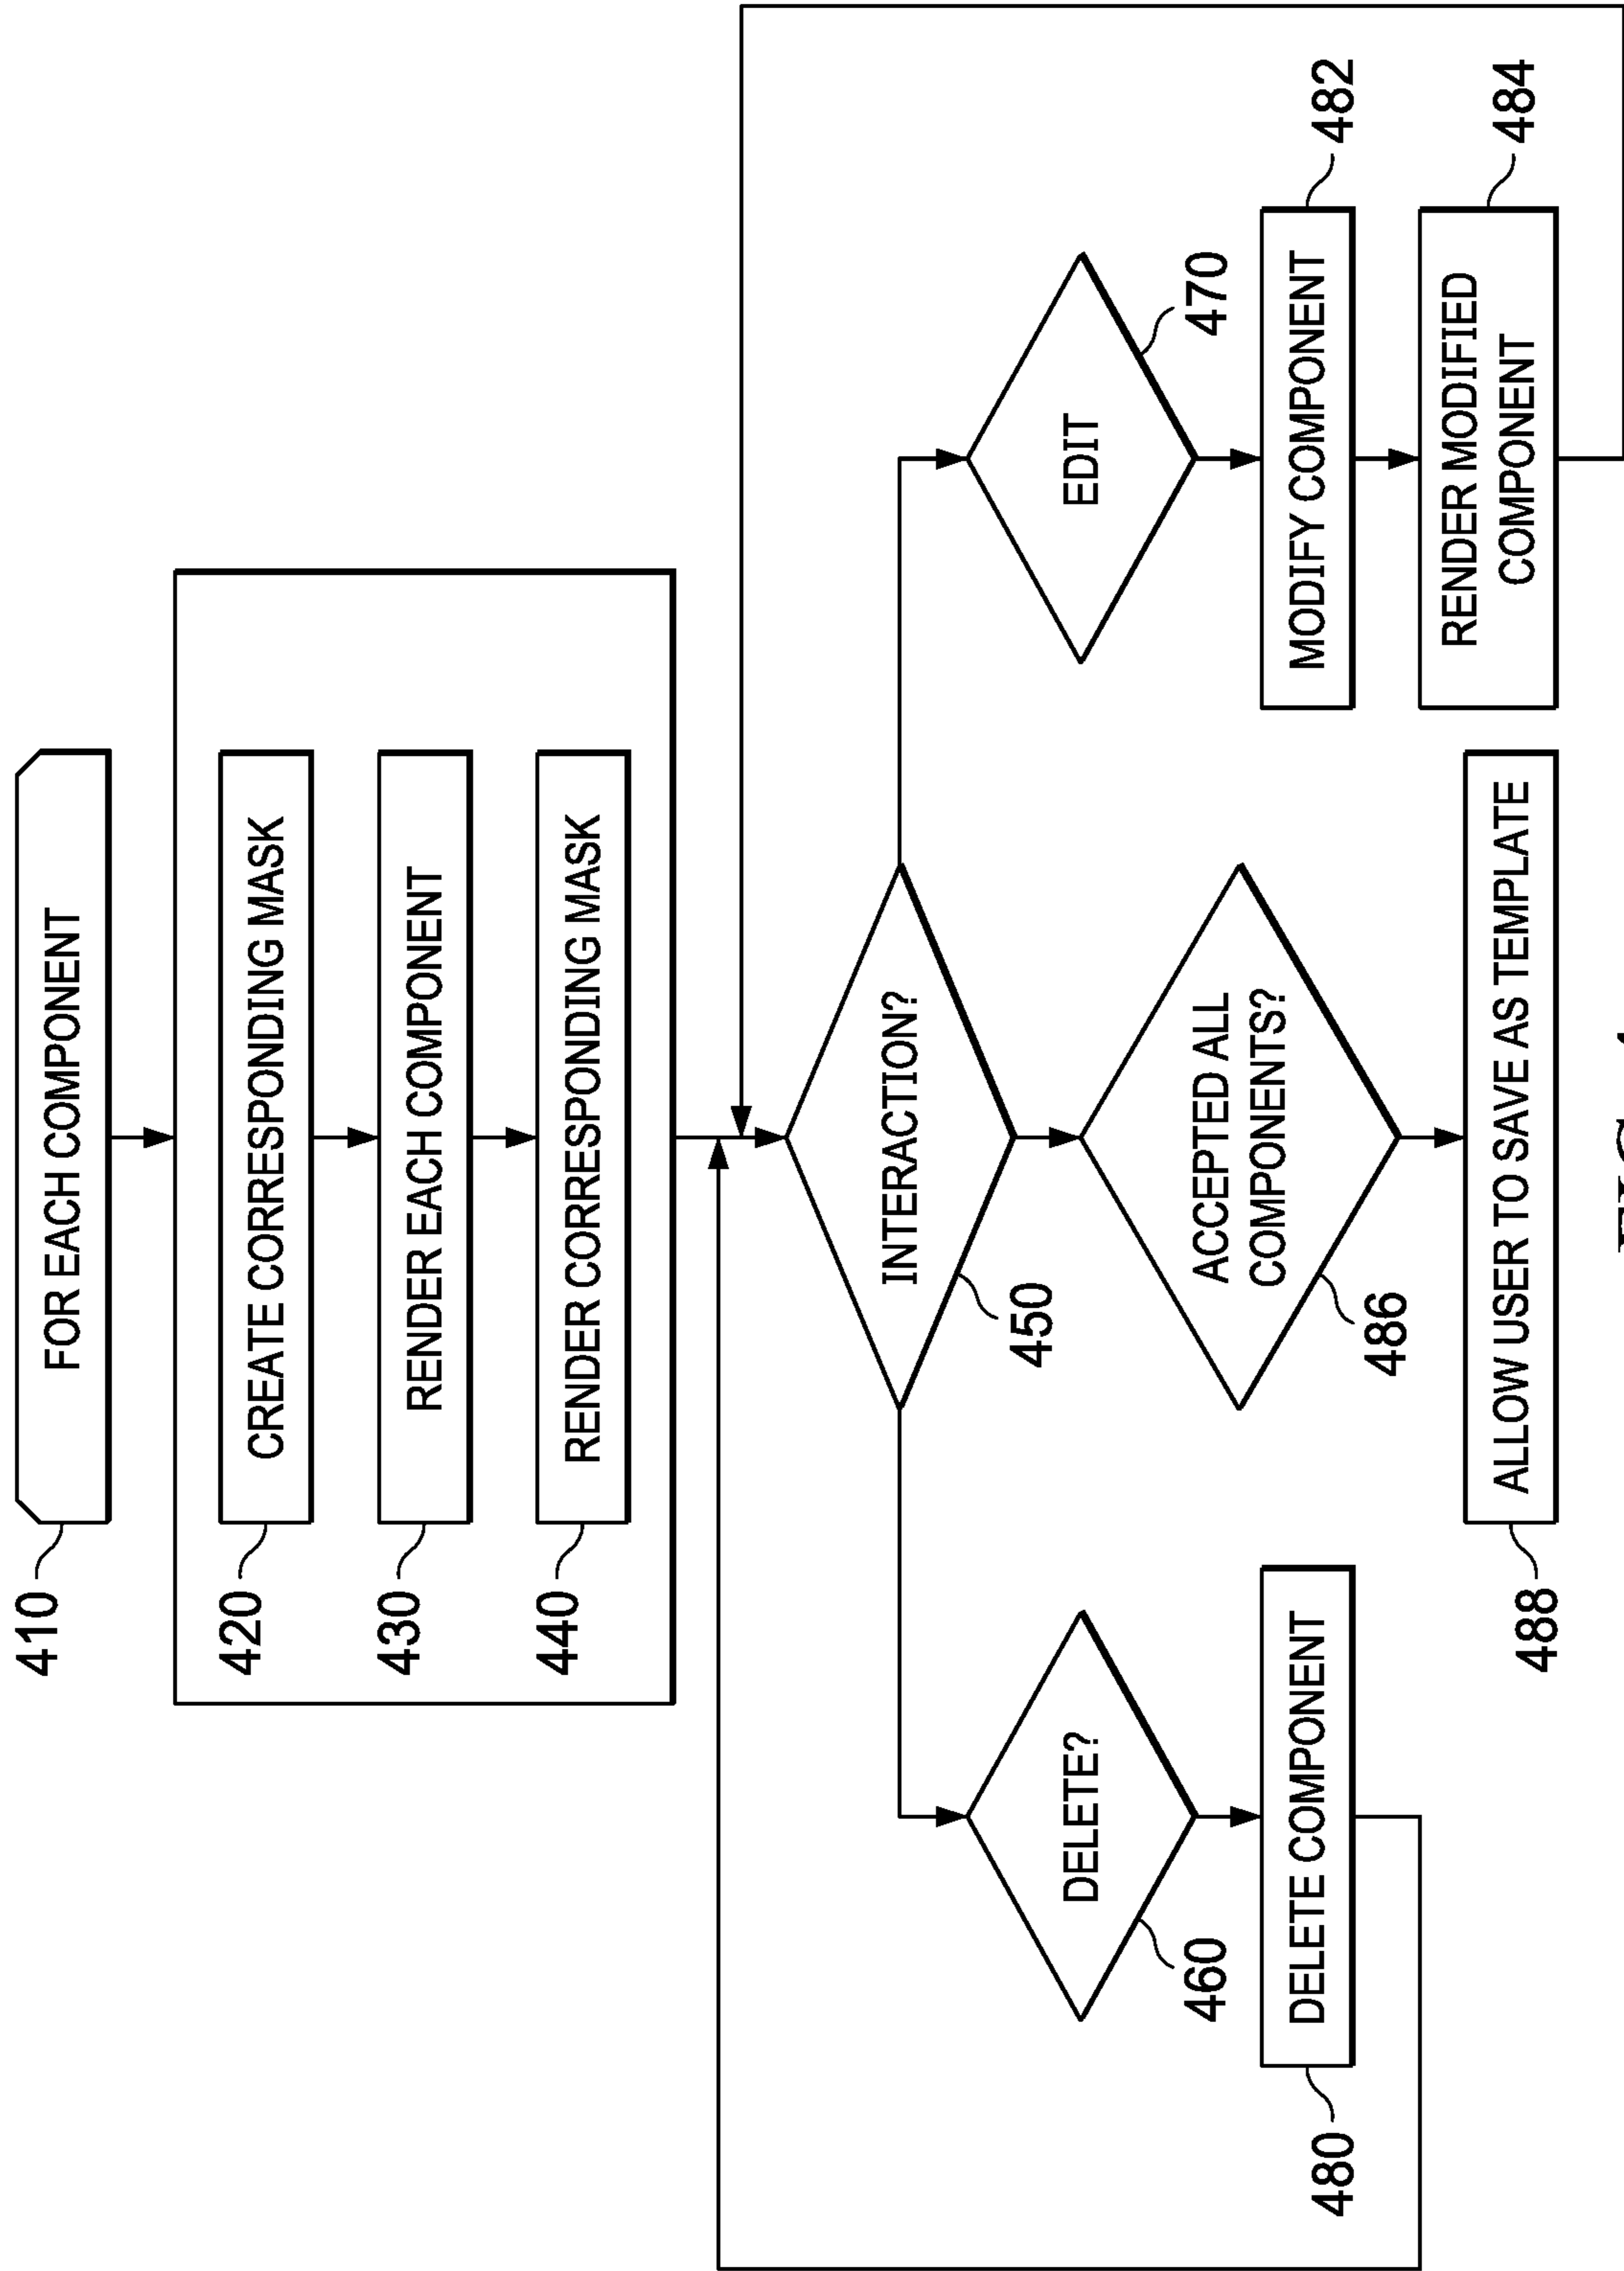 410
FOR EACH COMPONENT
420
CREATE CORRESPONDING MASK
430
RENDER EACH COMPONENT
440
RENDER CORRESPONDING MASK
INTERACTION?
450
DELETE?
460
EDIT
470
ACCEPTED ALL
COMPONENTS?
486
DELETE COMPONENT
480
MODIFY COMPONENT
482
RENDER MODIFIED
COMPONENT
484
ALLOW USER TO SAVE AS TEMPLATE
488